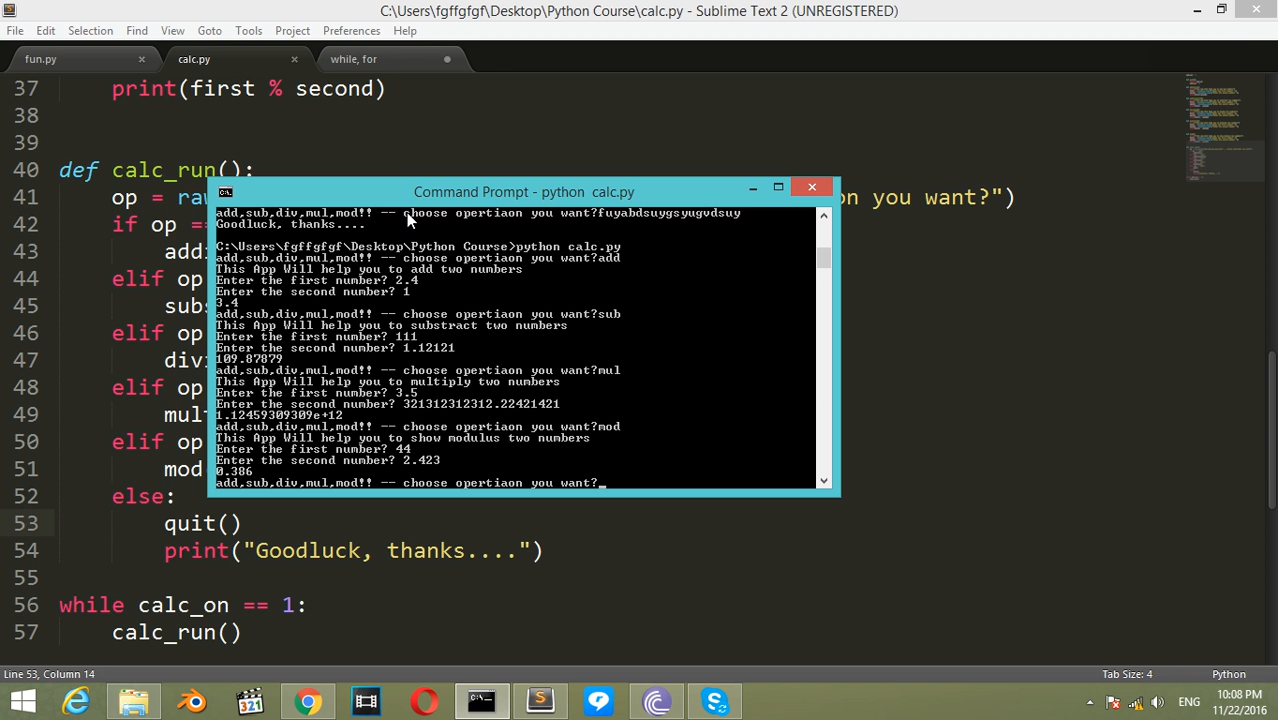 C:\Users\fgffgfgf\Desktop\Python Course\calc.py - Sublime Text 2 (UNREGISTERED)
File Edit Selection Find View Goto Tools Project Preferences Help
fun.py calc.py while, for
37 print(first % second)
38
39
40 def calc_run():
41 op = raw on you want?")
42 if op ==
43 addi
44 elif op
45 subs
46 elif op
47 divi
48 elif op
49 mult
50 elif op
51 mod
52 else:
53 quit()
54 print("Goodluck, thanks....")
55
56 while calc_on == 1:
57 calc_run()
Command Prompt - python calc.py
add,sub,div,mul,mod!! -- choose opertiaon you want?fuyabdsuygsyugvdsuy
Goodluck, thanks....
C:\Users\fgffgfgf\Desktop\Python Course>python calc.py
add,sub,div,mul,mod!! -- choose opertiaon you want?add
This App Will help you to add two numbers
Enter the first number? 2.4
Enter the second number? 1
3.4
add,sub,div,mul,mod!! -- choose opertiaon you want?sub
This App Will help you to substract two numbers
Enter the first number? 111
Enter the second number? 1.12121
109.87879
add,sub,div,mul,mod!! -- choose opertiaon you want?mul
This App Will help you to multiply two numbers
Enter the first number? 3.5
Enter the second number? 321312312312.22421421
1.12459309309e+12
add,sub,div,mul,mod!! -- choose opertiaon you want?mod
This App Will help you to show modulus two numbers
Enter the first number? 44
Enter the second number? 2.423
0.386
add,sub,div,mul,mod!! -- choose opertiaon you want?_
Line 53, Column 14 Tab Size: 4 Python
321
ENG
10:08 PM
11/22/2016